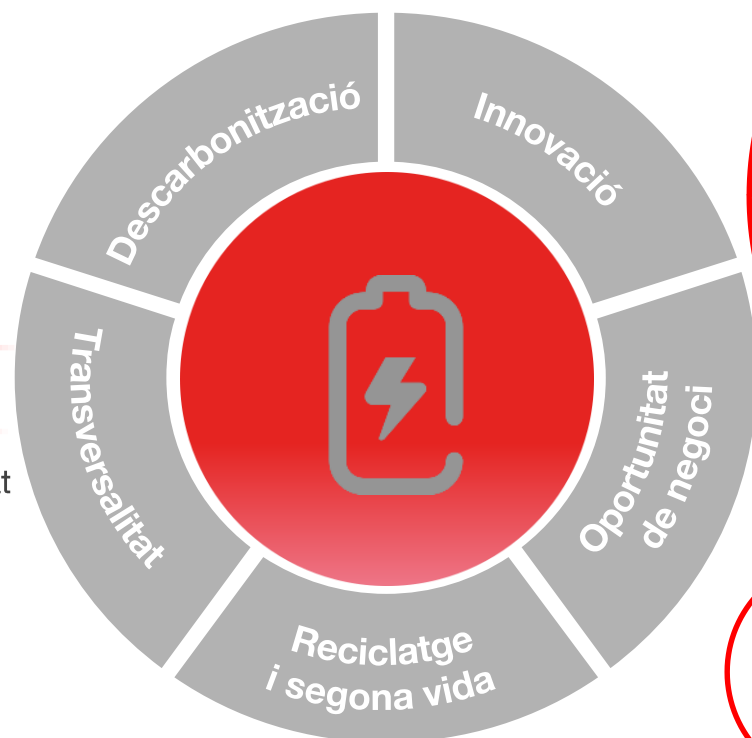 Descarbonització
Innovació
Oportunitat
de negoci
Reciclatge
i segona vida
Transversalitat